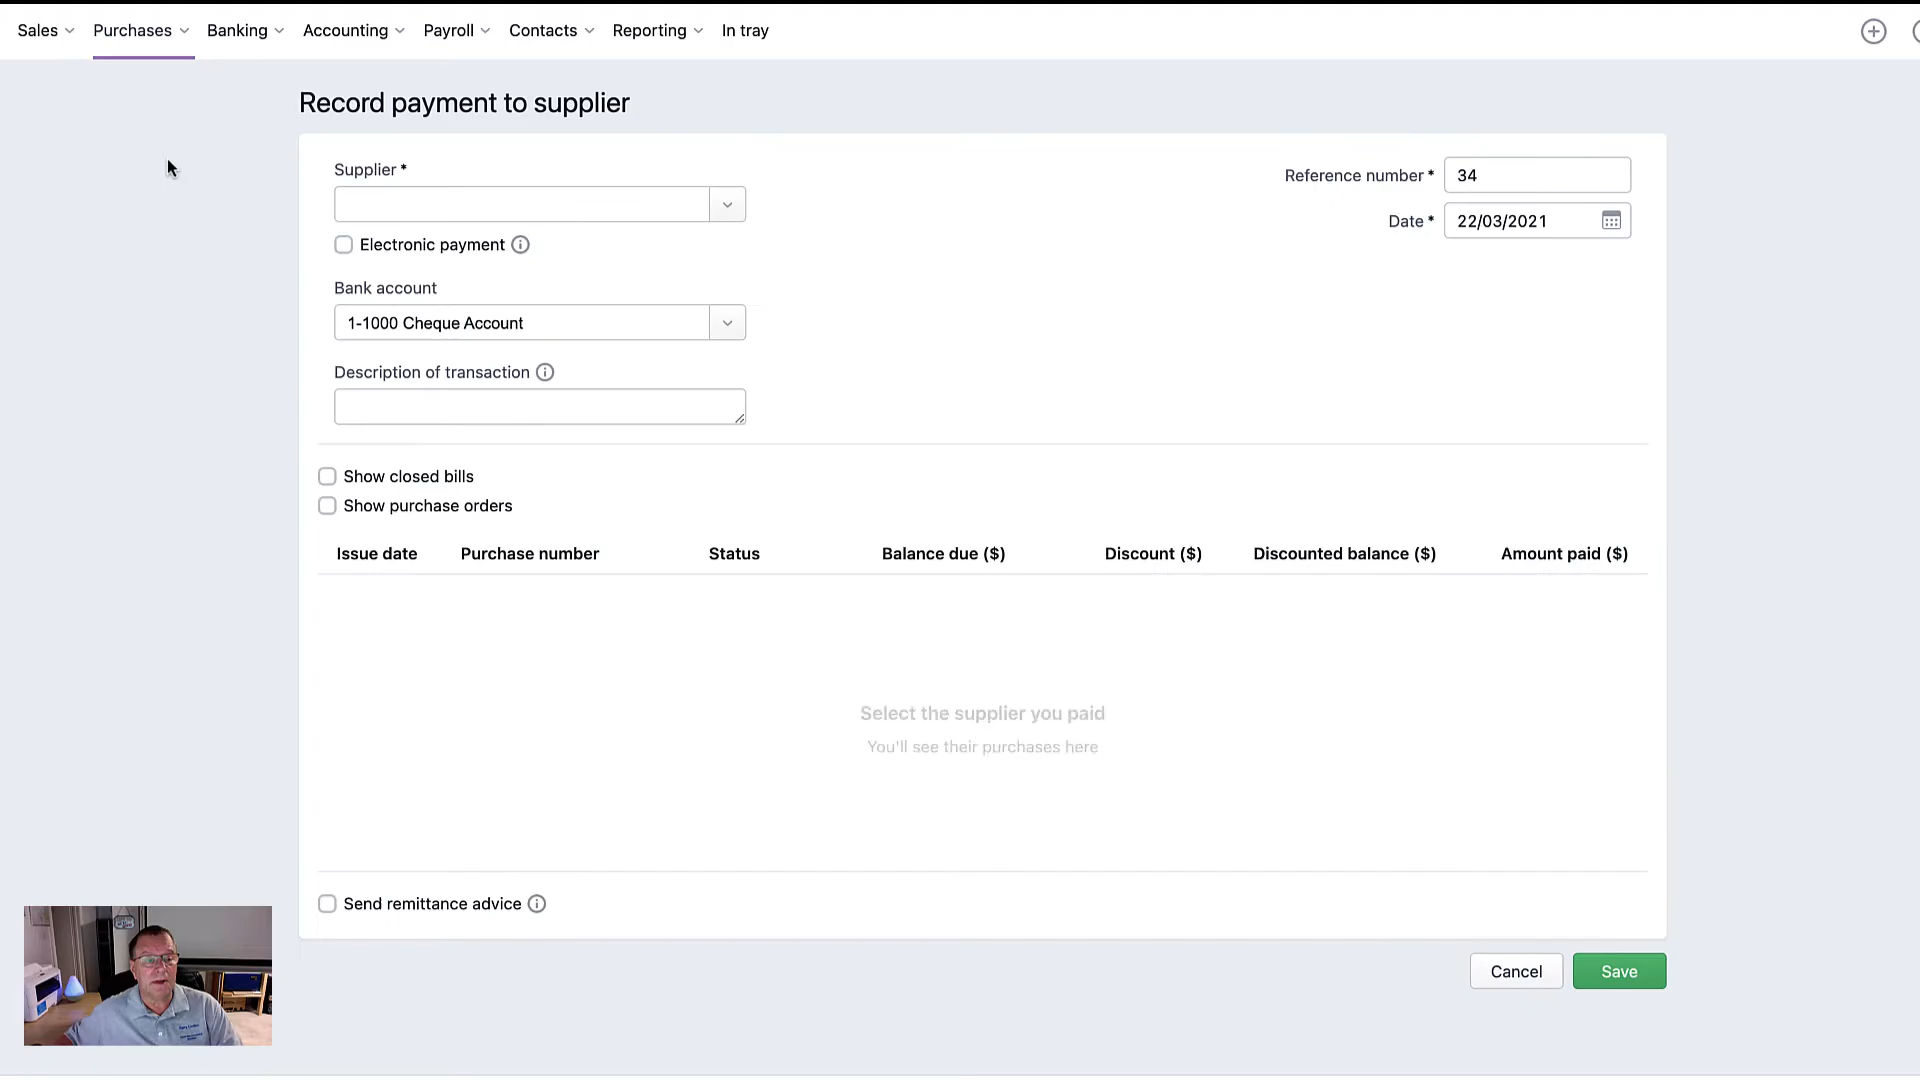 Sales Purchases Banking Accounting Payroll Contacts Reporting In tray
Record payment to supplier
Supplier *
Reference number * 34
Date * 22/03/2021
Electronic payment
Bank account
1-1000 Cheque Account
Description of transaction
Show closed bills
Show purchase orders
Issue date Purchase number Status Balance due ($) Discount ($) Discounted balance ($) Amount paid ($)
Select the supplier you paid
You'll see their purchases here
Send remittance advice
Cancel Save